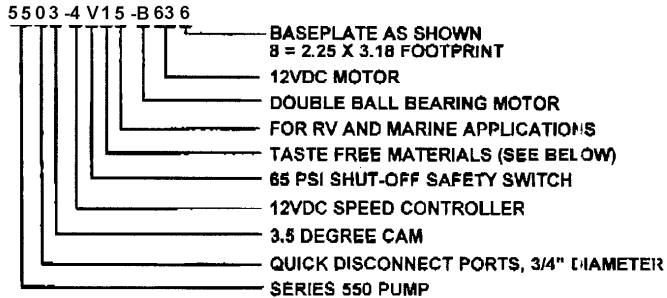 5503-4V15-B636
BASEPLATE AS SHOWN
8 = 2.25 X 3.18 FOOTPRINT
12VDC MOTOR
DOUBLE BALL BEARING MOTOR
FOR RV AND MARINE APPLICATIONS
TASTE FREE MATERIALS (SEE BELOW)
65 PSI SHUT-OFF SAFETY SWITCH
12VDC SPEED CONTROLLER
3.5 DEGREE CAM
QUICK DISCONNECT PORTS, 3/4" DIAMETER
SERIES 550 PUMP